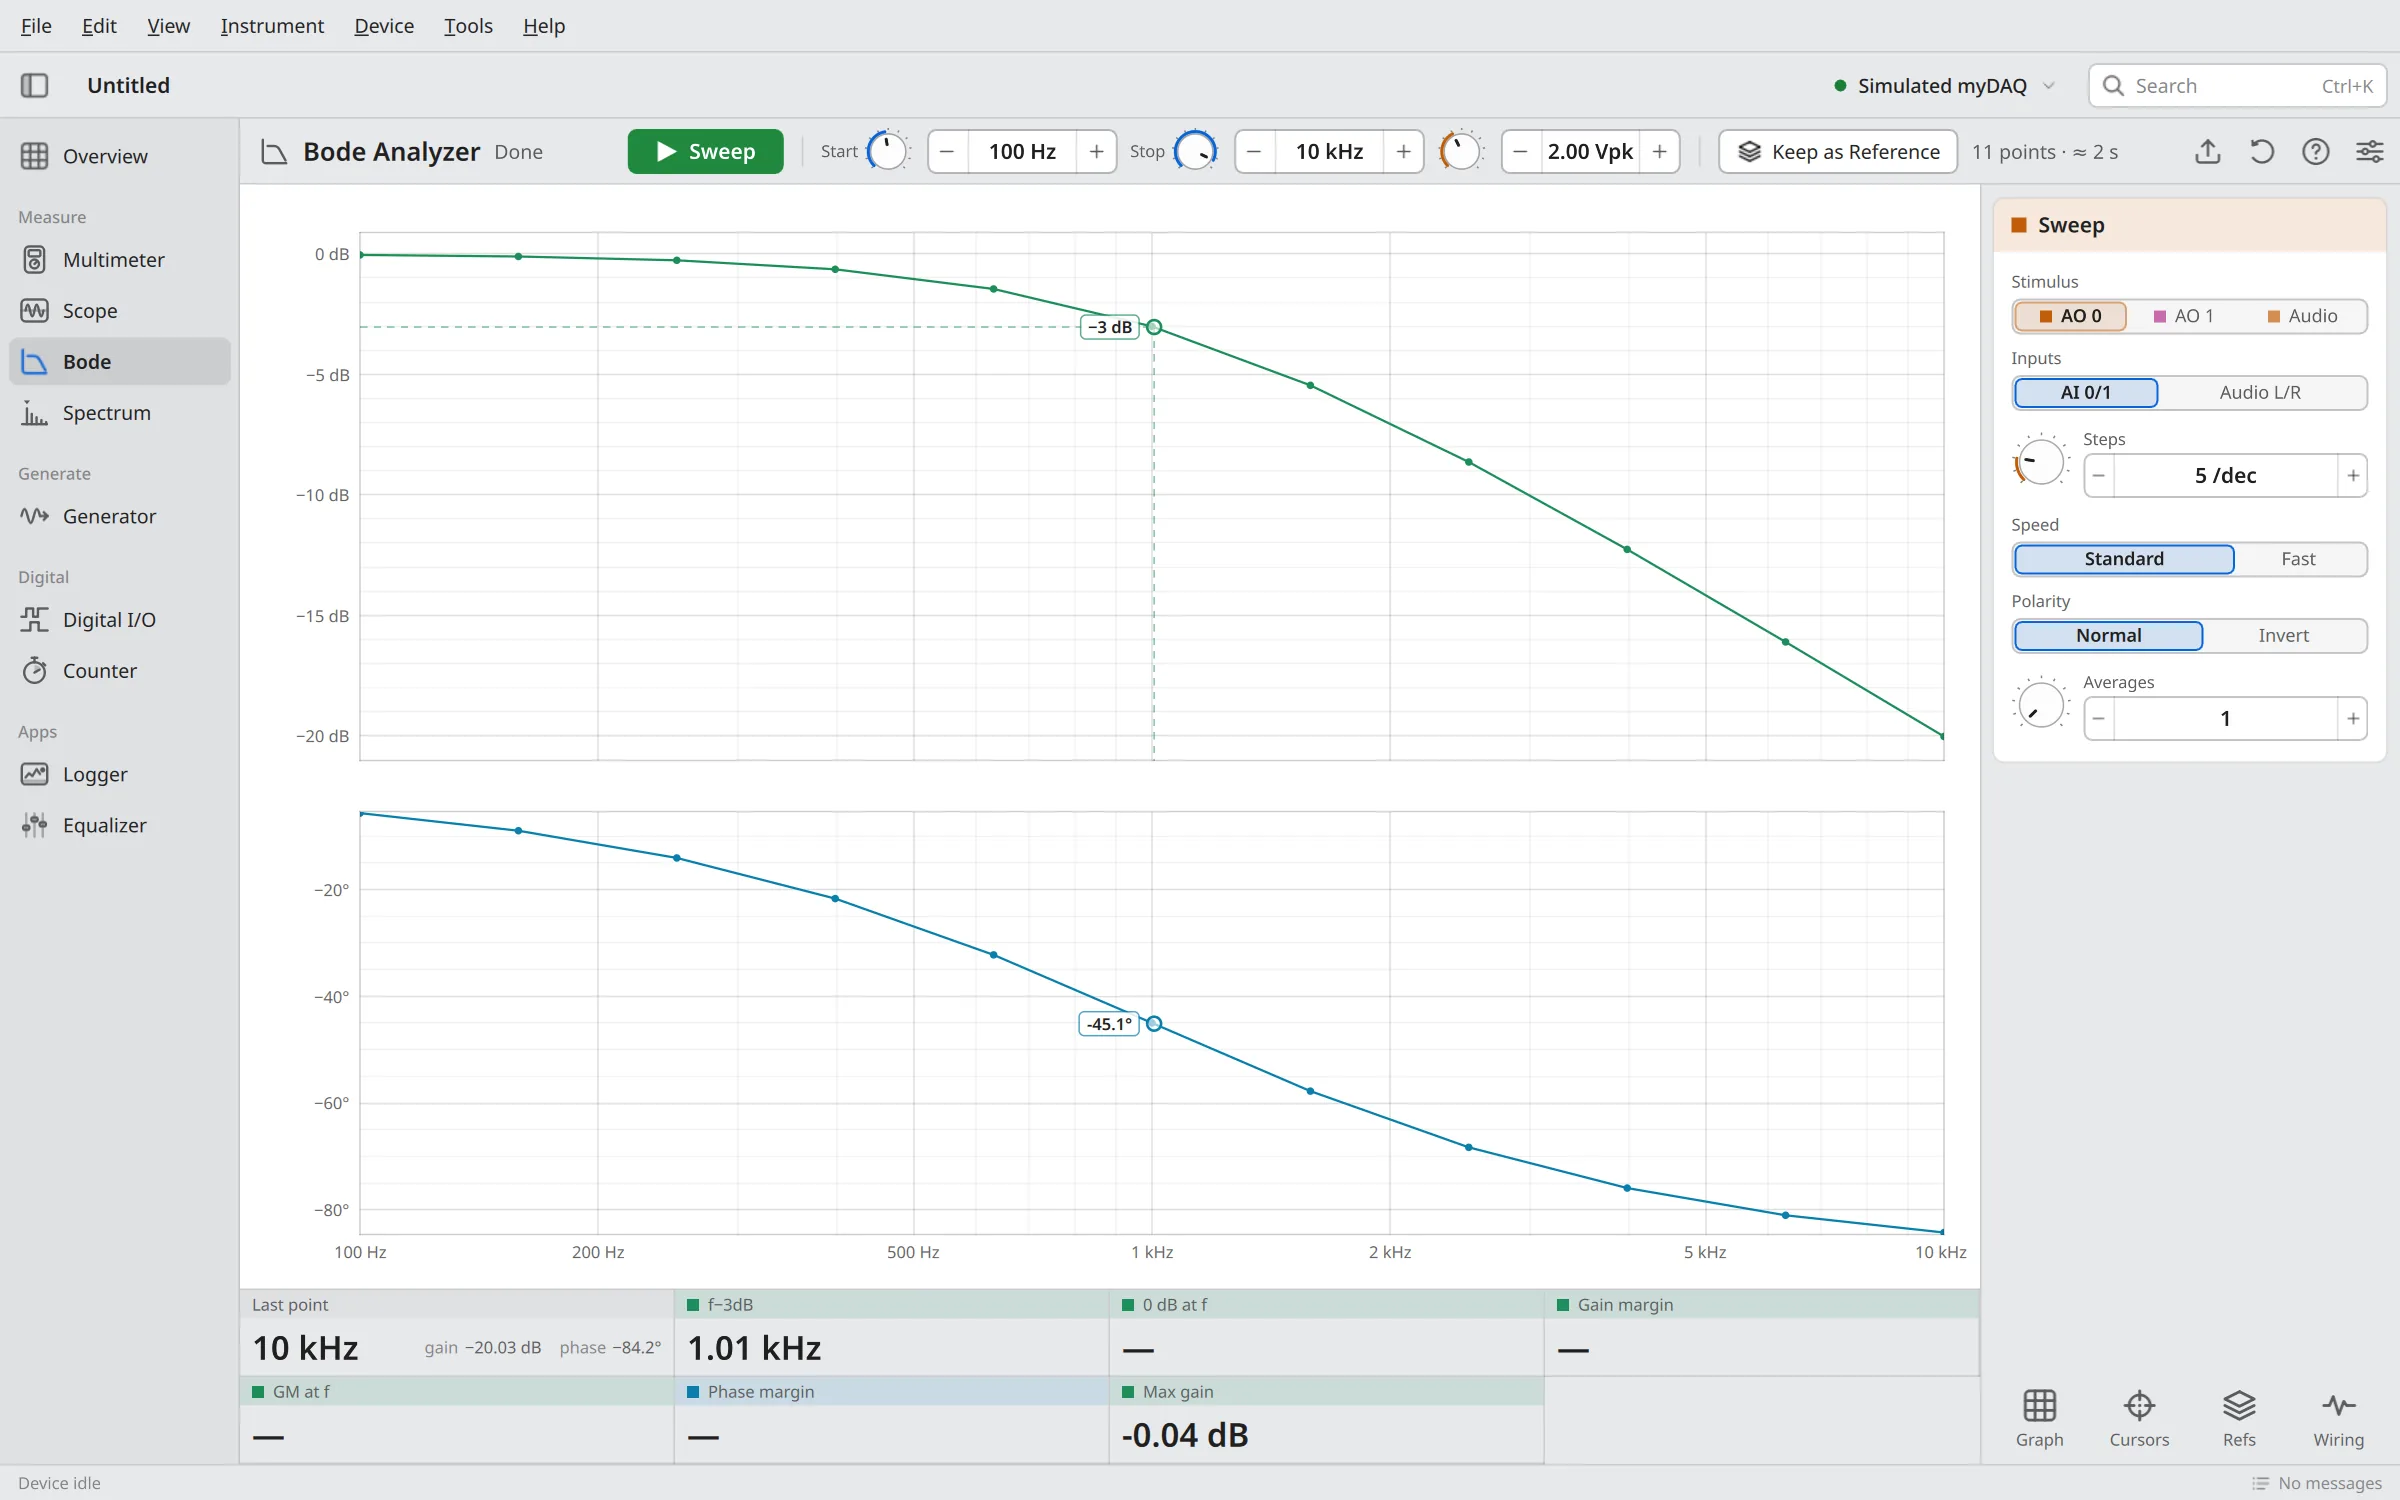 File Edit View Instrument Device Tools Help
Untitled
Simulated myDAQ
Search Ctrl+K
Overview
Measure
Multimeter
Scope
Bode
Spectrum
Generate
Generator
Digital
Digital I/O
Counter
Apps
Logger
Equalizer
Bode Analyzer Done
Sweep
Start − 100 Hz +
Stop − 10 kHz +
− 2.00 Vpk +
Keep as Reference
11 points · ≈ 2 s
0 dB
−3 dB
−5 dB
−10 dB
−15 dB
−20 dB
−20°
−40°
-45.1°
−60°
−80°
100 Hz 200 Hz 500 Hz 1 kHz 2 kHz 5 kHz 10 kHz
Last point
10 kHz gain −20.03 dB phase −84.2°
f−3dB
1.01 kHz
0 dB at f
—
Gain margin
—
GM at f
—
Phase margin
—
Max gain
-0.04 dB
Sweep
Stimulus
AO 0 AO 1 Audio
Inputs
AI 0/1 Audio L/R
Steps
− 5 /dec +
Speed
Standard Fast
Polarity
Normal Invert
Averages
− 1 +
Graph Cursors Refs Wiring
Device idle
No messages